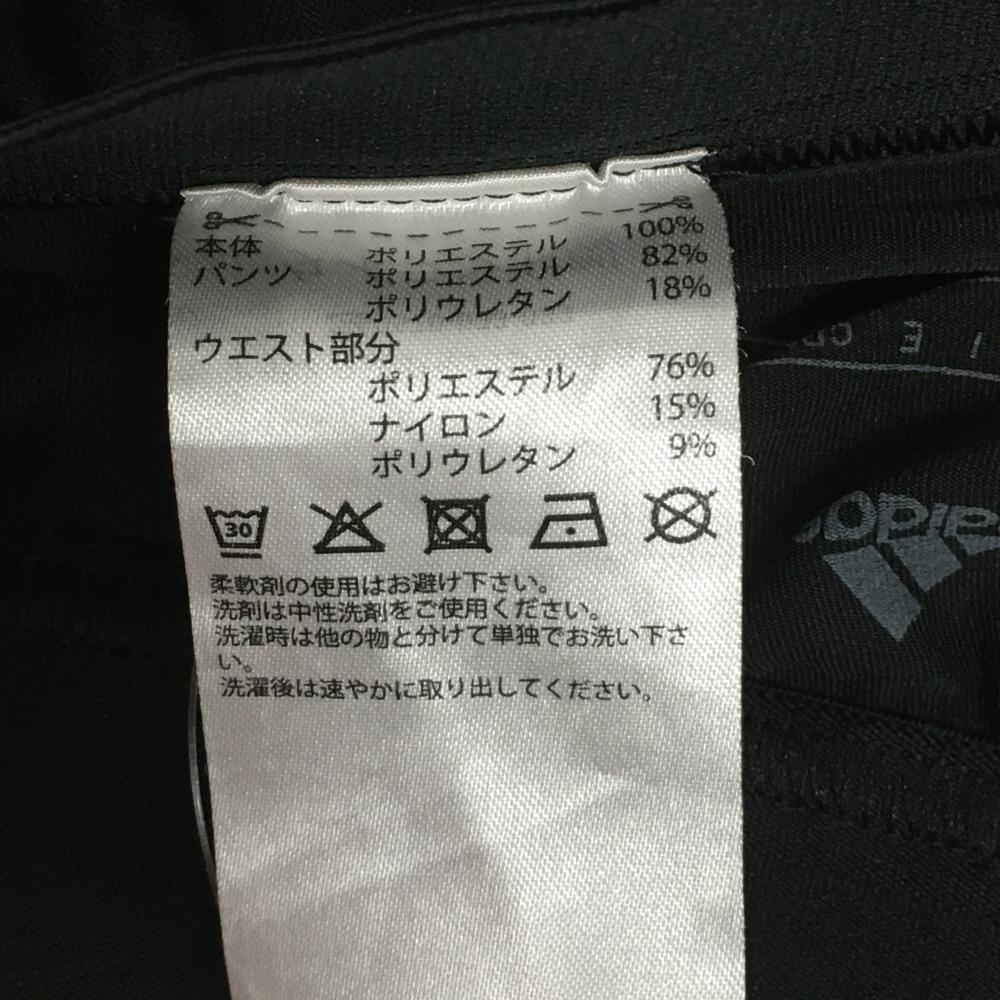 本体 ポリエステル 100%
パンツ ポリエステル 82%
ポリウレタン 18%
ウエスト部分
ポリエステル 76%
ナイロン 15%
ポリウレタン 9%
30
柔軟剤の使用はお避け下さい。
洗剤は中性洗剤をご使用ください。
洗濯時は他の物と分けて単独でお洗い下さ
い。
洗濯後は速やかに取り出してください。
adidas